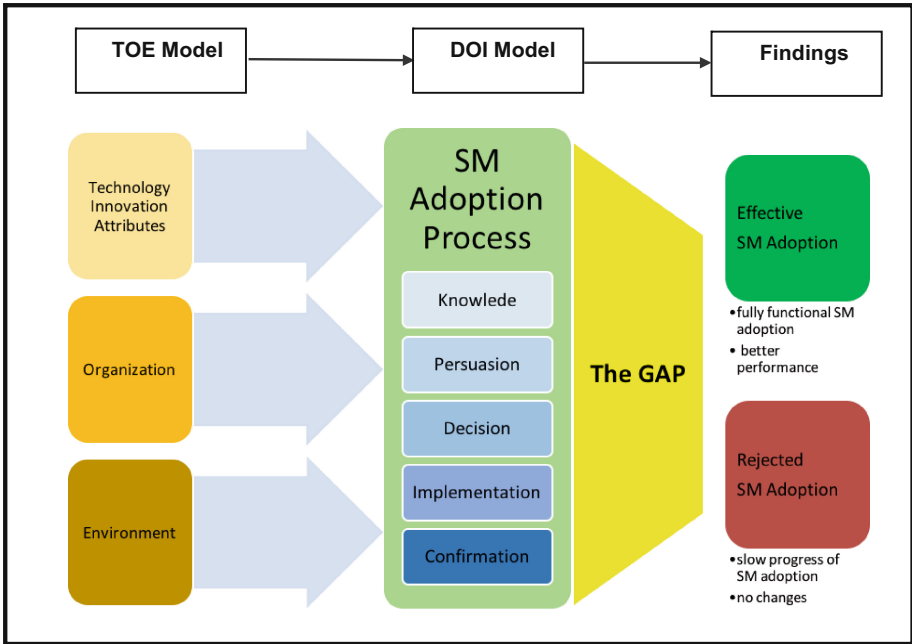 TOE Model
DOI Model
Findings
Technology
Innovation
Attributes
Organization
Environment
SM
Adoption
Process
Knowlede
Persuasion
Decision
Implementation
Confirmation
The GAP
Effective
SM Adoption
•fully functional SM
adoption
• better
performance
Rejected
SM Adoption
•slow progress of
SM adoption
•no changes